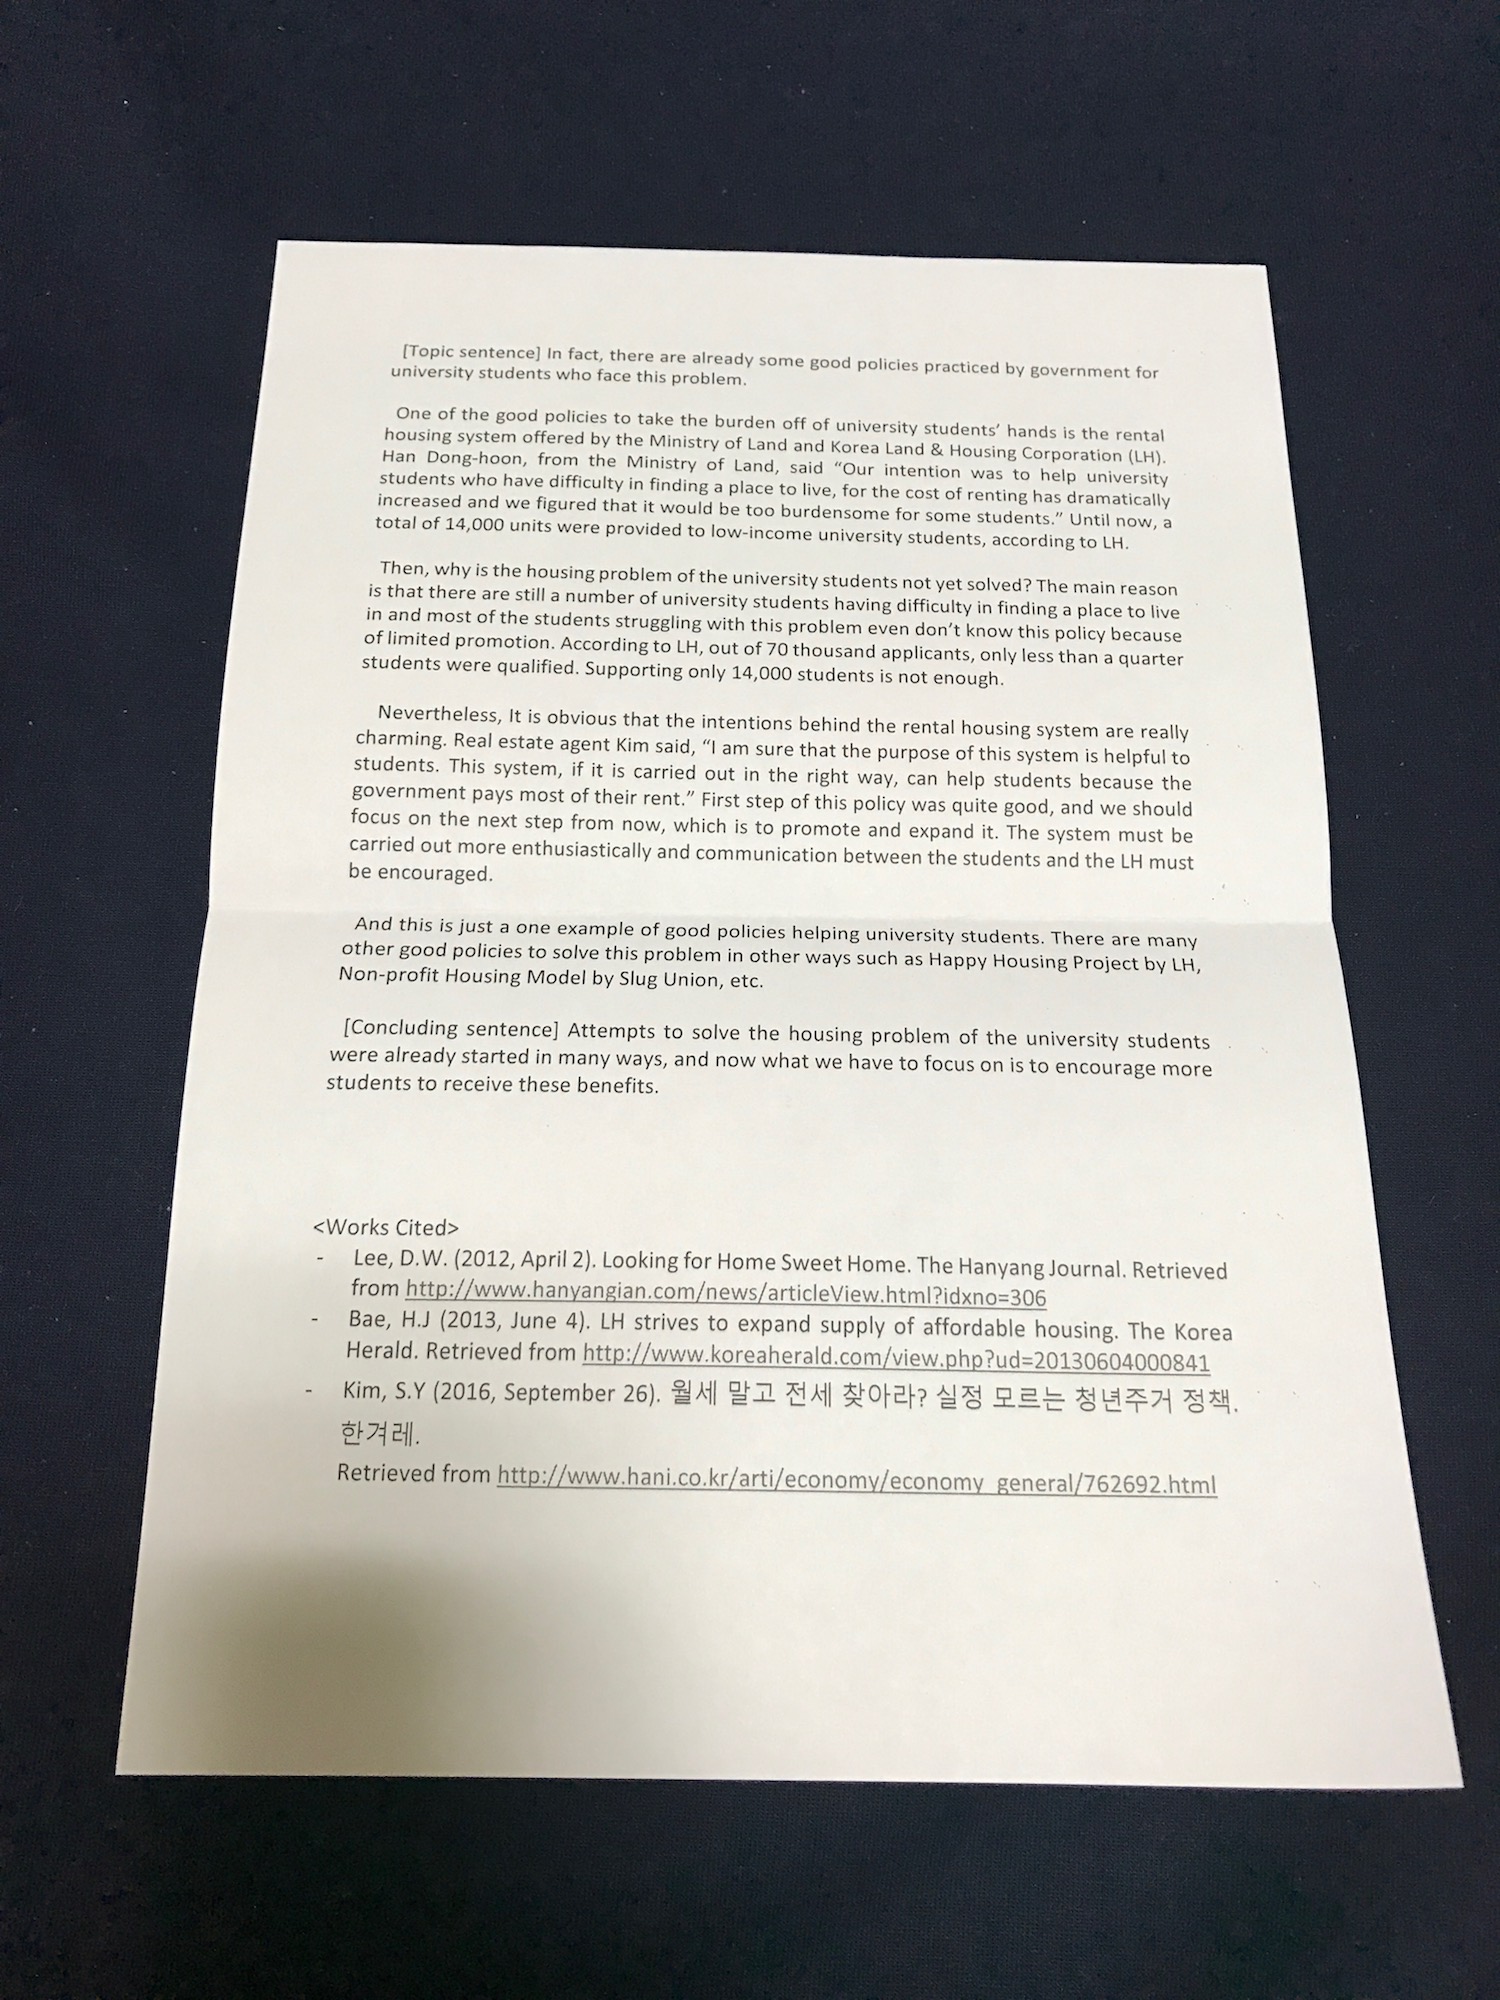 [Topic sentence] In fact, there are already some good policies practiced by government for
university students who face this problem.
One of the good policies to take the burden off of university students’ hands is the rental
housing system offered by the Ministry of Land and Korea Land & Housing Corporation (LH).
Han Dong-hoon, from the Ministry of Land, said “Our intention was to help university
students who have difficulty in finding a place to live, for the cost of renting has dramatically
increased and we figured that it would be too burdensome for some students.” Until now, a
total of 14,000 units were provided to low-income university students, according to LH.
Then, why is the housing problem of the university students not yet solved? The main reason
is that there are still a number of university students having difficulty in finding a place to live
in and most of the students struggling with this problem even don’t know this policy because
of limited promotion. According to LH, out of 70 thousand applicants, only less than a quarter
students were qualified. Supporting only 14,000 students is not enough.
Nevertheless, It is obvious that the intentions behind the rental housing system are really
charming. Real estate agent Kim said, “I am sure that the purpose of this system is helpful to
students. This system, if it is carried out in the right way, can help students because the
government pays most of their rent.” First step of this policy was quite good, and we should
focus on the next step from now, which is to promote and expand it. The system must be
carried out more enthusiastically and communication between the students and the LH must
be encouraged.
And this is just a one example of good policies helping university students. There are many
other good policies to solve this problem in other ways such as Happy Housing Project by LH,
Non-profit Housing Model by Slug Union, etc.
[Concluding sentence] Attempts to solve the housing problem of the university students
were already started in many ways, and now what we have to focus on is to encourage more
students to receive these benefits.
<Works Cited>
- Lee, D.W. (2012, April 2). Looking for Home Sweet Home. The Hanyang Journal. Retrieved
from http://www.hanyangian.com/news/articleView.html?idxno=306
- Bae, H.J (2013, June 4). LH strives to expand supply of affordable housing. The Korea
Herald. Retrieved from http://www.koreaherald.com/view.php?ud=20130604000841
- Kim, S.Y (2016, September 26). 월세 말고 전세 찾아라? 실정 모르는 청년주거 정책.
한겨레.
Retrieved from http://www.hani.co.kr/arti/economy/economy_general/762692.html